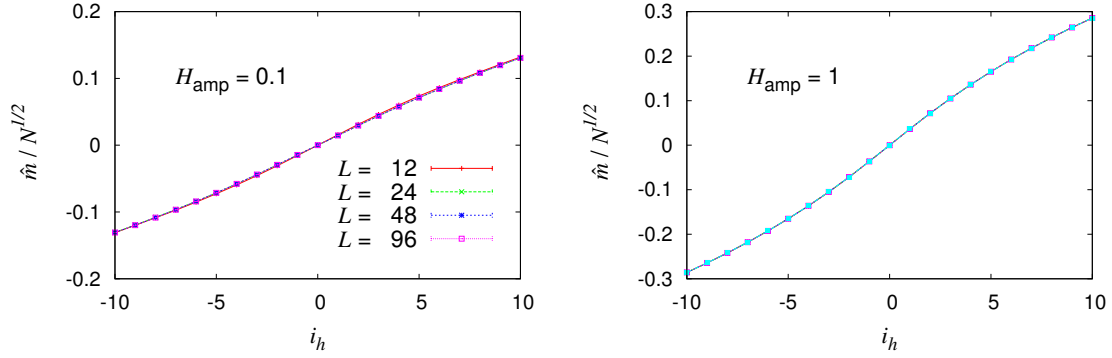 0.2
0.1
0
-0.1
-0.2
m̂ / N^{1/2}
H_amp = 0.1
L = 12
24
L = 48
L = 96
-10 -5 0 5 10
i_h
0.3
0.2
0.1
0
-0.1
-0.2
-0.3
m̂ / N^{1/2}
H_amp = 1
-10 -5 0 5 10
i_h